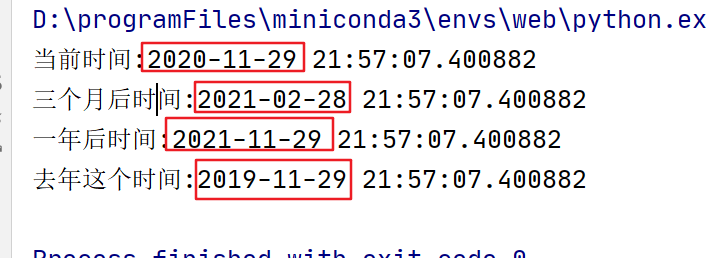 D:\programFiles\miniconda3\envs\web\python.ex
当前时间:2020-11-29 21:57:07.400882
三个月后时间:2021-02-28 21:57:07.400882
一年后时间:2021-11-29 21:57:07.400882
去年这个时间:2019-11-29 21:57:07.400882
Process finished with exit code 0